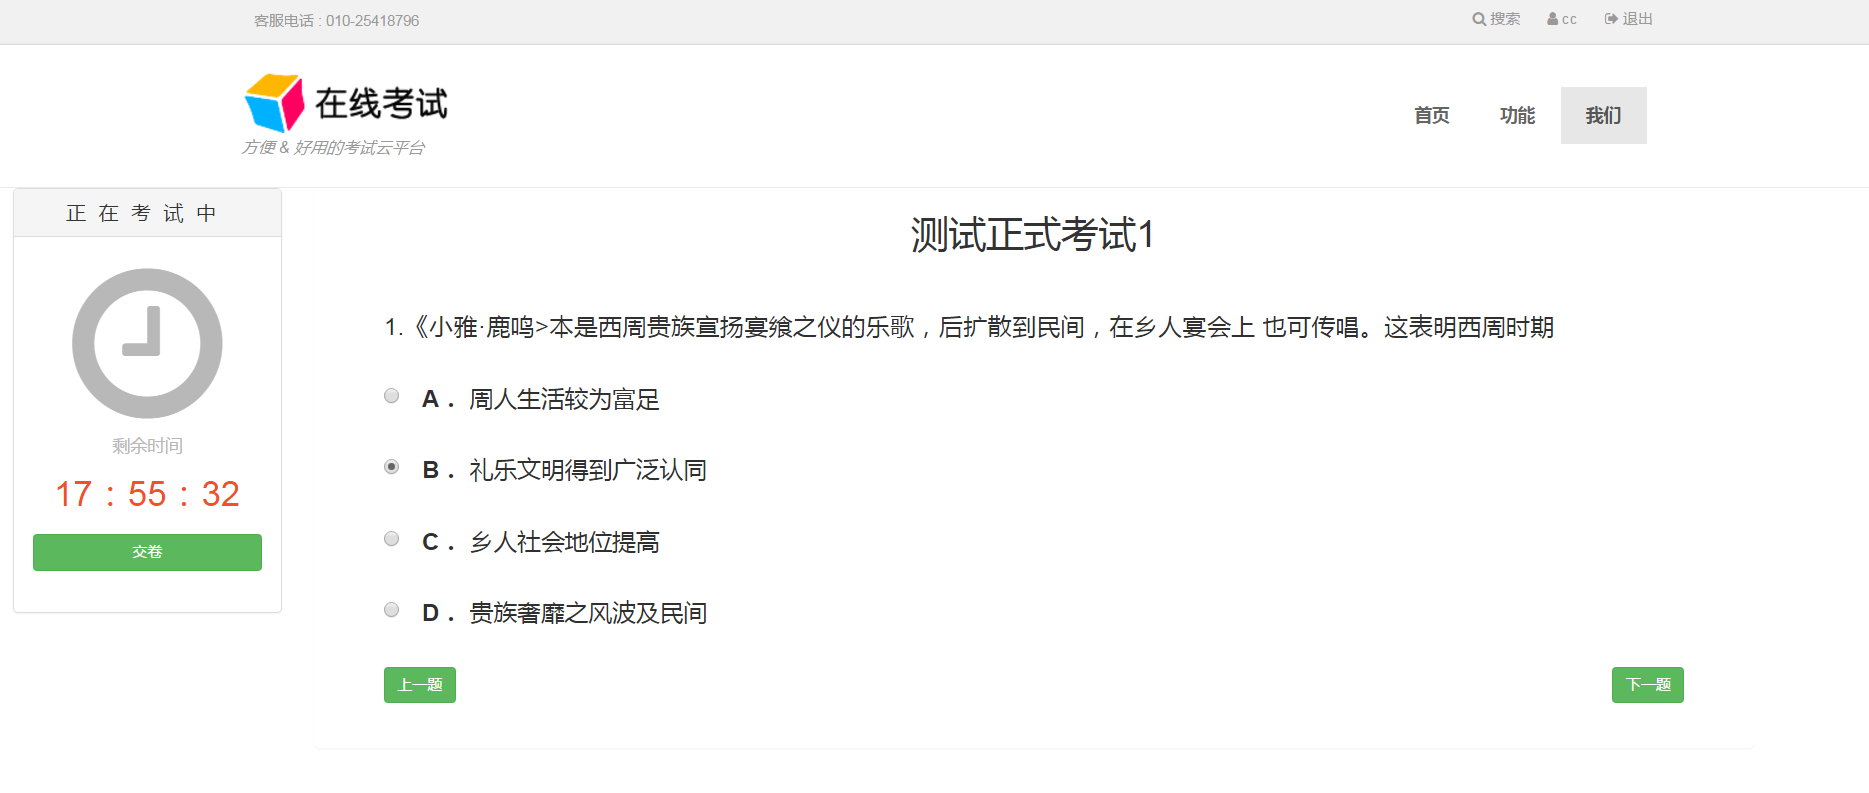 客服电话 : 010-25418796
搜索 cc 退出
在线考试
方便 & 好用的考试云平台
首页 功能 我们
正在考试中
剩余时间
17 : 55 : 32
交卷
测试正式考试1
1.《小雅·鹿鸣>本是西周贵族宣扬宴飨之仪的乐歌，后扩散到民间，在乡人宴会上 也可传唱。这表明西周时期
A． 周人生活较为富足
B． 礼乐文明得到广泛认同
C． 乡人社会地位提高
D． 贵族奢靡之风波及民间
上一题 下一题